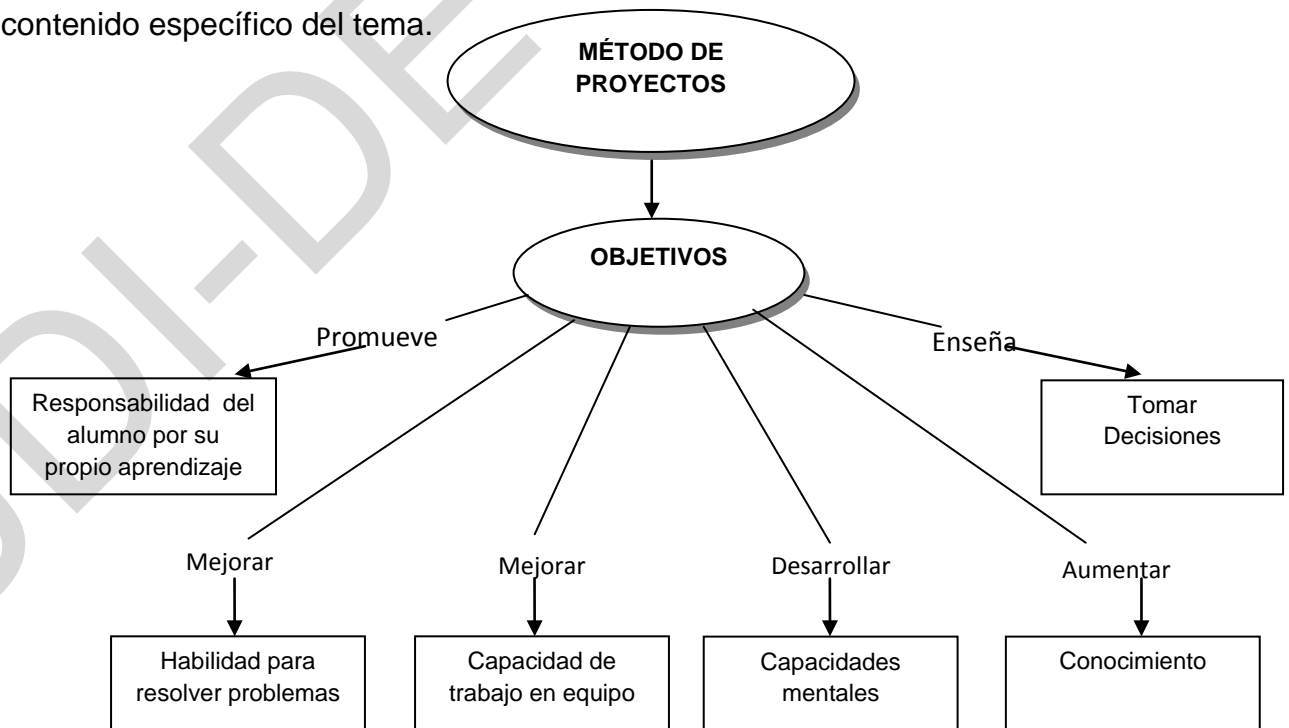 contenido específico del tema.
MÉTODO DE
PROYECTOS
OBJETIVOS
Promueve
Enseña
Responsabilidad del
alumno por su
propio aprendizaje
Tomar
Decisiones
Mejorar
Mejorar
Desarrollar
Aumentar
Habilidad para
resolver problemas
Capacidad de
trabajo en equipo
Capacidades
mentales
Conocimiento